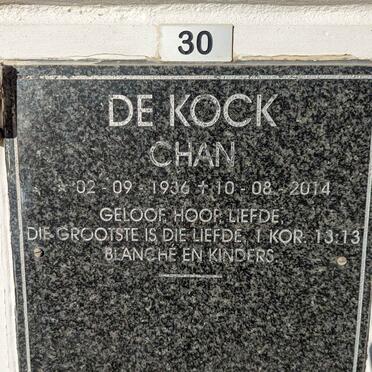 30
DE KOCK
CHAN
☆ 02 - 09 - 1936 ✝ 10 - 08 - 2014
GELOOF, HOOP, LIEFDE,
DIE GROOTSTE IS DIE LIEFDE, 1 KOR. 13:13
BLANCHÉ EN KINDERS